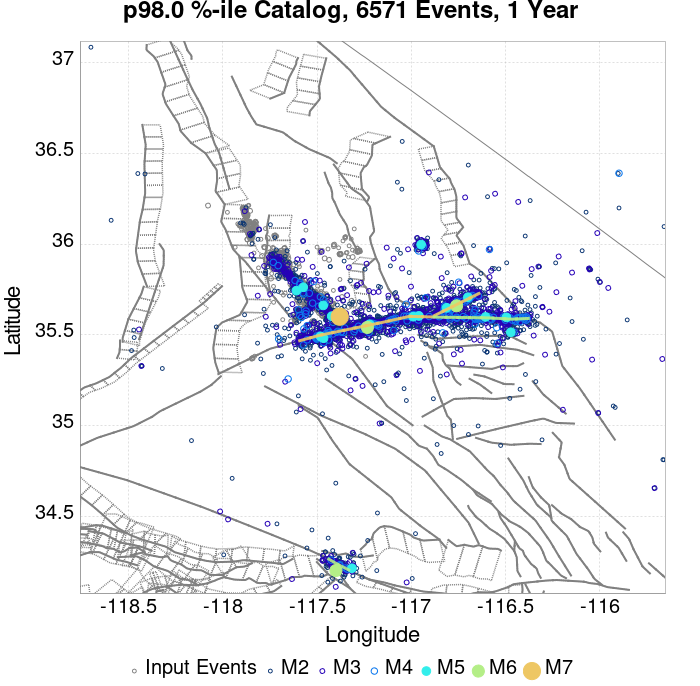 p98.0 %-ile Catalog, 6571 Events, 1 Year
37
36.5
36
35.5
35
34.5
Latitude
-118.5 -118 -117.5 -117 -116.5 -116
Longitude
Input Events M2 M3 M4 M5 M6 M7